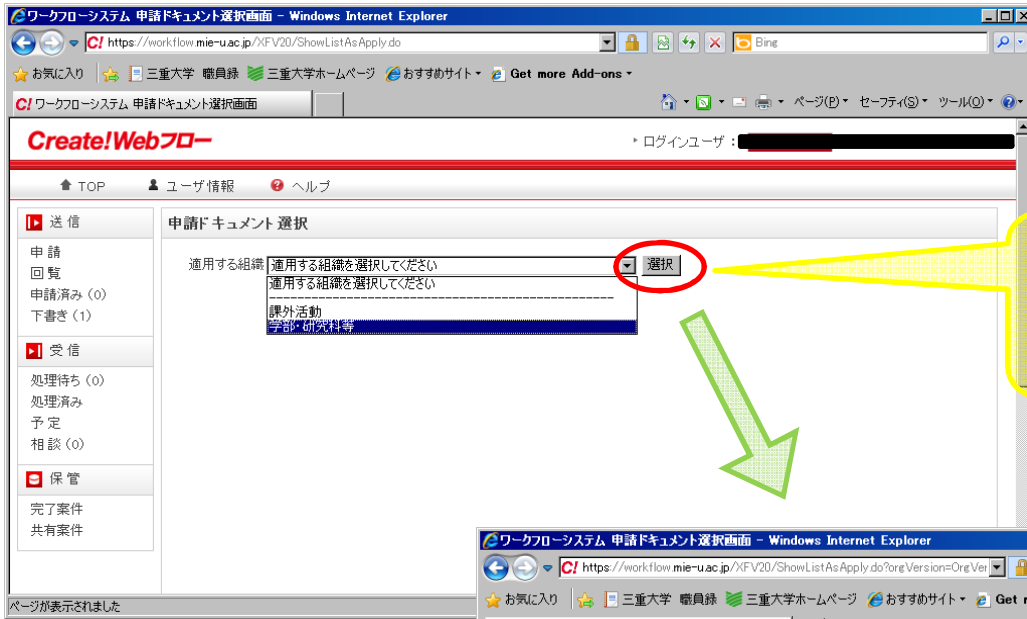 ワークフローシステム 申請ドキュメント選択画面 - Windows Internet Explorer
https://workflow.mie-u.ac.jp/XFV20/ShowListAsApply.do
Bing
お気に入り 三重大学 職員録 三重大学ホームページ おすすめサイト Get more Add-ons
ワークフローシステム 申請ドキュメント選択画面
ページ(P) セーフティ(S) ツール(O)
Create!Webフロー
ログインユーザ :
TOP ユーザ情報 ヘルプ
送信
申請
回覧
申請済み (0)
下書き (1)
受信
処理待ち (0)
処理済み
予定
相談 (0)
保管
完了案件
共有案件
申請ドキュメント選択
適用する組織 適用する組織を選択してください 選択
適用する組織を選択してください
------------------------------------------------
課外活動
学部・研究科等
ページが表示されました
ワークフローシステム 申請ドキュメント選択画面 - Windows Internet Explorer
https://workflow.mie-u.ac.jp/XFV20/ShowListAsApply.do?orgVersion=OrgVer
お気に入り 三重大学 職員録 三重大学ホームページ おすすめサイト Get